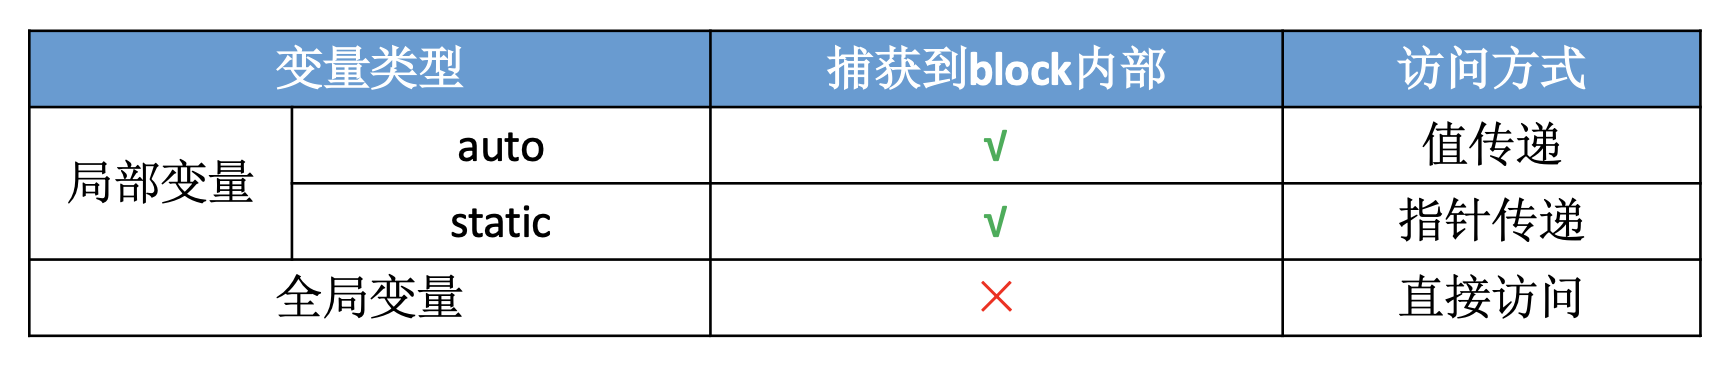 变量类型 捕获到block内部 访问方式
局部变量 auto √ 值传递
static √ 指针传递
全局变量 × 直接访问